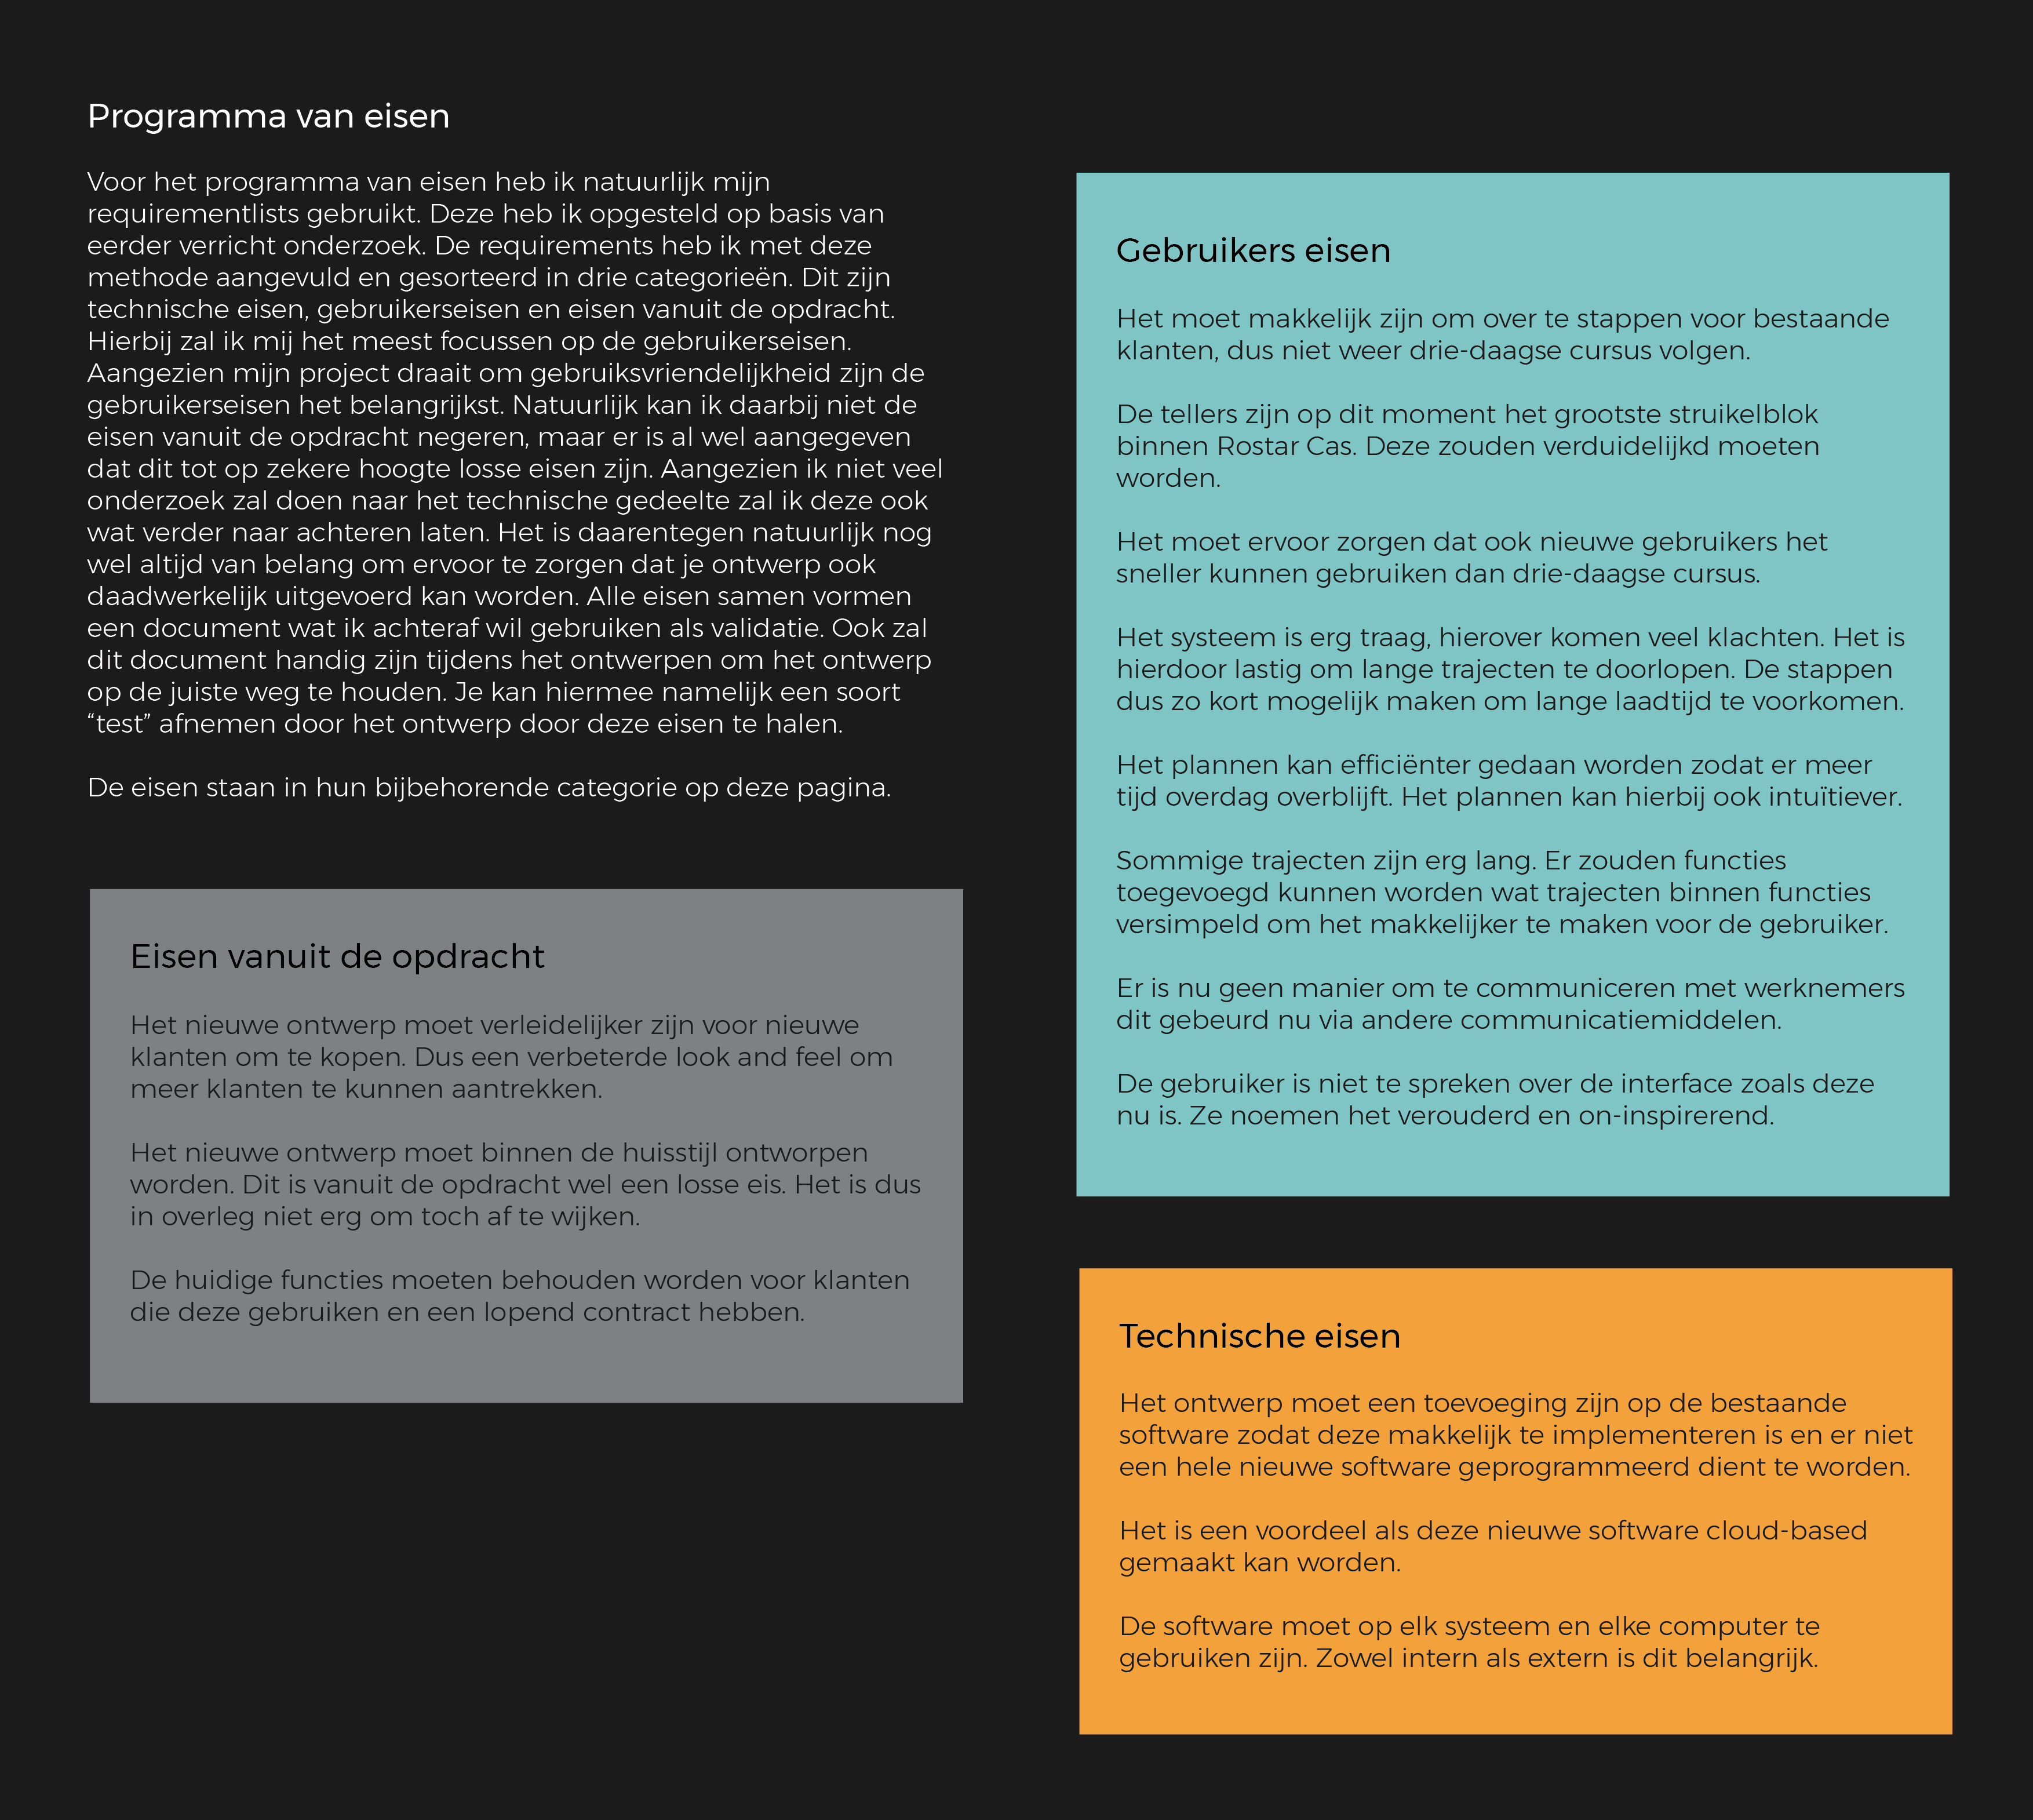 Programma van eisen
Voor het programma van eisen heb ik natuurlijk mijn
requirementlists gebruikt. Deze heb ik opgesteld op basis van
eerder verricht onderzoek. De requirements heb ik met deze
methode aangevuld en gesorteerd in drie categorieën. Dit zijn
technische eisen, gebruikerseisen en eisen vanuit de opdracht.
Hierbij zal ik mij het meest focussen op de gebruikerseisen.
Aangezien mijn project draait om gebruiksvriendelijkheid zijn de
gebruikerseisen het belangrijkst. Natuurlijk kan ik daarbij niet de
eisen vanuit de opdracht negeren, maar er is al wel aangegeven
dat dit tot op zekere hoogte losse eisen zijn. Aangezien ik niet veel
onderzoek zal doen naar het technische gedeelte zal ik deze ook
wat verder naar achteren laten. Het is daarentegen natuurlijk nog
wel altijd van belang om ervoor te zorgen dat je ontwerp ook
daadwerkelijk uitgevoerd kan worden. Alle eisen samen vormen
een document wat ik achteraf wil gebruiken als validatie. Ook zal
dit document handig zijn tijdens het ontwerpen om het ontwerp
op de juiste weg te houden. Je kan hiermee namelijk een soort
“test” afnemen door het ontwerp door deze eisen te halen.
De eisen staan in hun bijbehorende categorie op deze pagina.
Eisen vanuit de opdracht
Het nieuwe ontwerp moet verleidelijker zijn voor nieuwe
klanten om te kopen. Dus een verbeterde look and feel om
meer klanten te kunnen aantrekken.
Het nieuwe ontwerp moet binnen de huisstijl ontworpen
worden. Dit is vanuit de opdracht wel een losse eis. Het is dus
in overleg niet erg om toch af te wijken.
De huidige functies moeten behouden worden voor klanten
die deze gebruiken en een lopend contract hebben.
Gebruikers eisen
Het moet makkelijk zijn om over te stappen voor bestaande
klanten, dus niet weer drie-daagse cursus volgen.
De tellers zijn op dit moment het grootste struikelblok
binnen Rostar Cas. Deze zouden verduidelijkd moeten
worden.
Het moet ervoor zorgen dat ook nieuwe gebruikers het
sneller kunnen gebruiken dan drie-daagse cursus.
Het systeem is erg traag, hierover komen veel klachten. Het is
hierdoor lastig om lange trajecten te doorlopen. De stappen
dus zo kort mogelijk maken om lange laadtijd te voorkomen.
Het plannen kan efficiënter gedaan worden zodat er meer
tijd overdag overblijft. Het plannen kan hierbij ook intuïtiever.
Sommige trajecten zijn erg lang. Er zouden functies
toegevoegd kunnen worden wat trajecten binnen functies
versimpeld om het makkelijker te maken voor de gebruiker.
Er is nu geen manier om te communiceren met werknemers
dit gebeurd nu via andere communicatiemiddelen.
De gebruiker is niet te spreken over de interface zoals deze
nu is. Ze noemen het verouderd en on-inspirerend.
Technische eisen
Het ontwerp moet een toevoeging zijn op de bestaande
software zodat deze makkelijk te implementeren is en er niet
een hele nieuwe software geprogrammeerd dient te worden.
Het is een voordeel als deze nieuwe software cloud-based
gemaakt kan worden.
De software moet op elk systeem en elke computer te
gebruiken zijn. Zowel intern als extern is dit belangrijk.